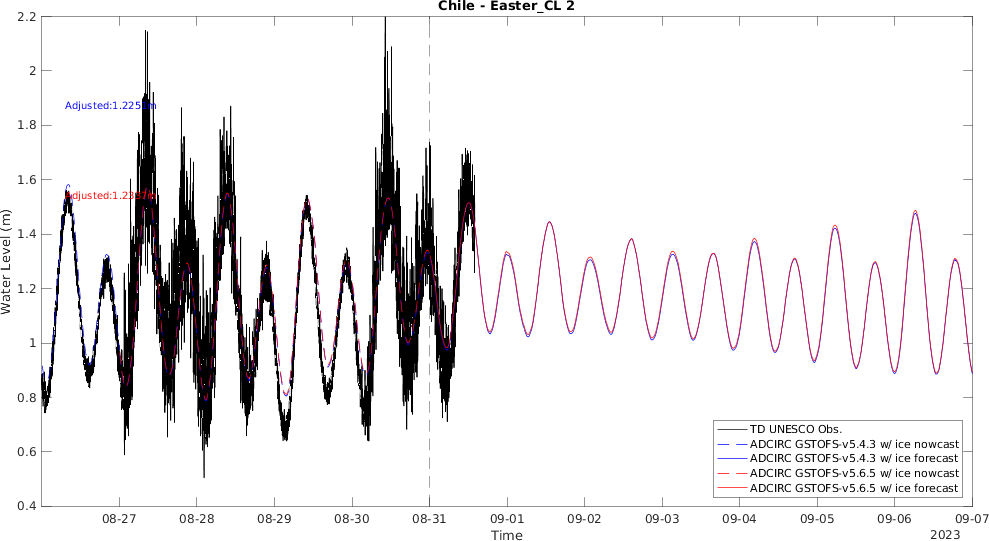 Chile - Easter_CL 2
2.2
2
1.8
1.6
1.4
1.2
1
0.8
0.6
0.4
Water Level (m)
Adjusted:1.225
TD UNESCO Obs.
ADCIRC GSTOFS-v5.4.3 w/ ice nowcast
ADCIRC GSTOFS-v5.4.3 w/ ice forecast
ADCIRC GSTOFS-v5.6.5 w/ ice nowcast
ADCIRC GSTOFS-v5.6.5 w/ ice forecast
08-27 08-28 08-29 08-30 08-31 09-01 09-02 09-03 09-04 09-05 09-06 09-07
Time
2023